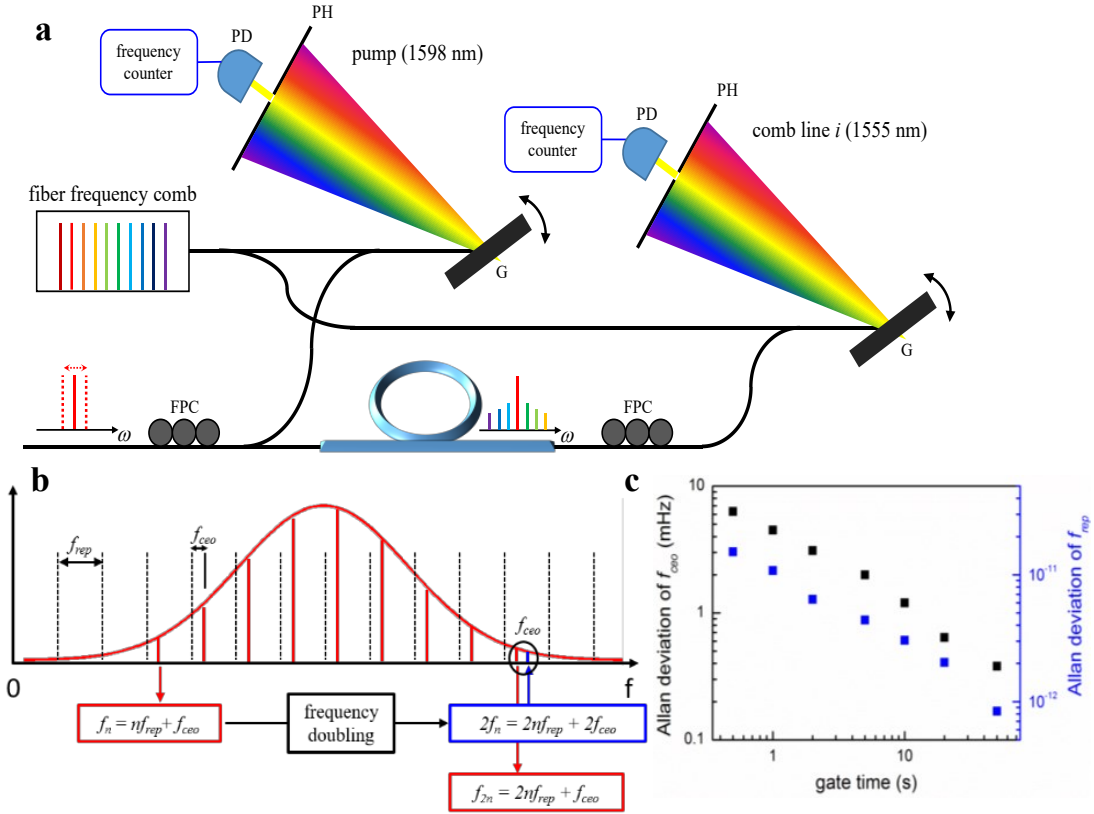 a
PH
PD
frequency
counter
pump (1598 nm)
PH
PD
frequency
counter
comb line i (1555 nm)
fiber frequency comb
G
G
FPC
ω
ω
FPC
b
f_rep
f_ceo
f_ceo
0
f
f_n = nf_rep + f_ceo
frequency
doubling
2f_n = 2nf_rep + 2f_ceo
f_2n = 2nf_rep + f_ceo
c
Allan deviation of f_ceo (mHz)
10
1
0.1
1
10
gate time (s)
10⁻¹¹
10⁻¹²
Allan deviation of f_rep